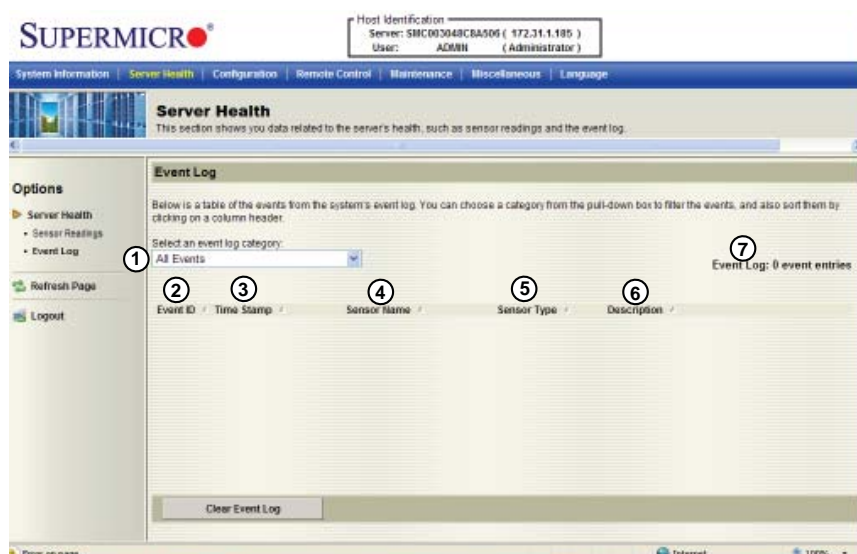 SUPERMICRO
Host Identification
Server: SMC003048C8A506 ( 172.31.1.185 )
User: ADMIN ( Administrator )
System Information | Server Health | Configuration | Remote Control | Maintenance | Miscellaneous | Language
Server Health
This section shows you data related to the server's health, such as sensor readings and the event log.
Options
Server Health
• Sensor Readings
• Event Log
Refresh Page
Logout
Event Log
Below is a table of the events from the system's event log. You can choose a category from the pull-down box to filter the events, and also sort them by
clicking on a column header.
Select an event log category:
1 All Events
7
Event Log: 0 event entries
2 3 4 5 6
Event ID / Time Stamp / Sensor Name / Sensor Type / Description /
Clear Event Log
Internet
100%